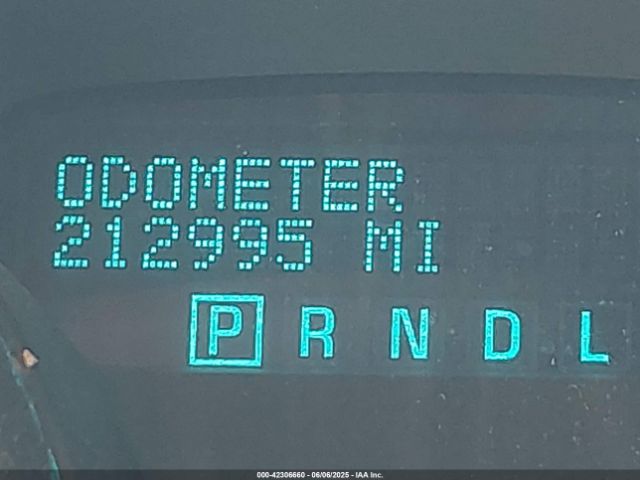 ODOMETER
212995 MI
P R N D L
000-42306660 - 06/06/2025 - IAA Inc.